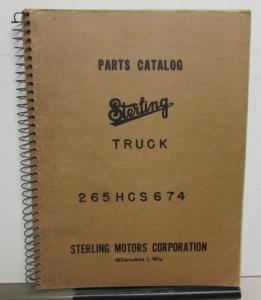 PARTS CATALOG
Sterling
TRUCK
265HCS674
STERLING MOTORS CORPORATION
Milwaukee 1, Wis.